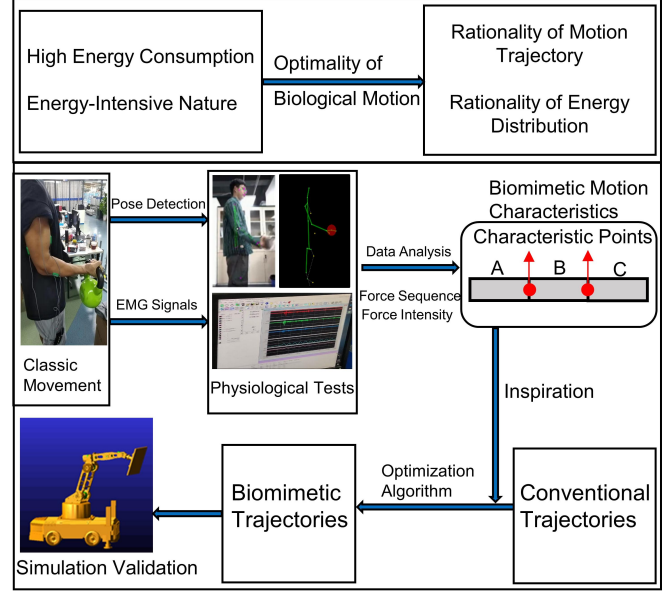 High Energy Consumption
Energy-Intensive Nature
Optimality of
Biological Motion
Rationality of Motion
Trajectory
Rationality of Energy
Distribution
Pose Detection
EMG Signals
Classic
Movement
Physiological Tests
Data Analysis
Force Sequence
Force Intensity
Biomimetic Motion
Characteristics
Characteristic Points
A B C
Inspiration
Conventional
Trajectories
Optimization
Algorithm
Biomimetic
Trajectories
Simulation Validation